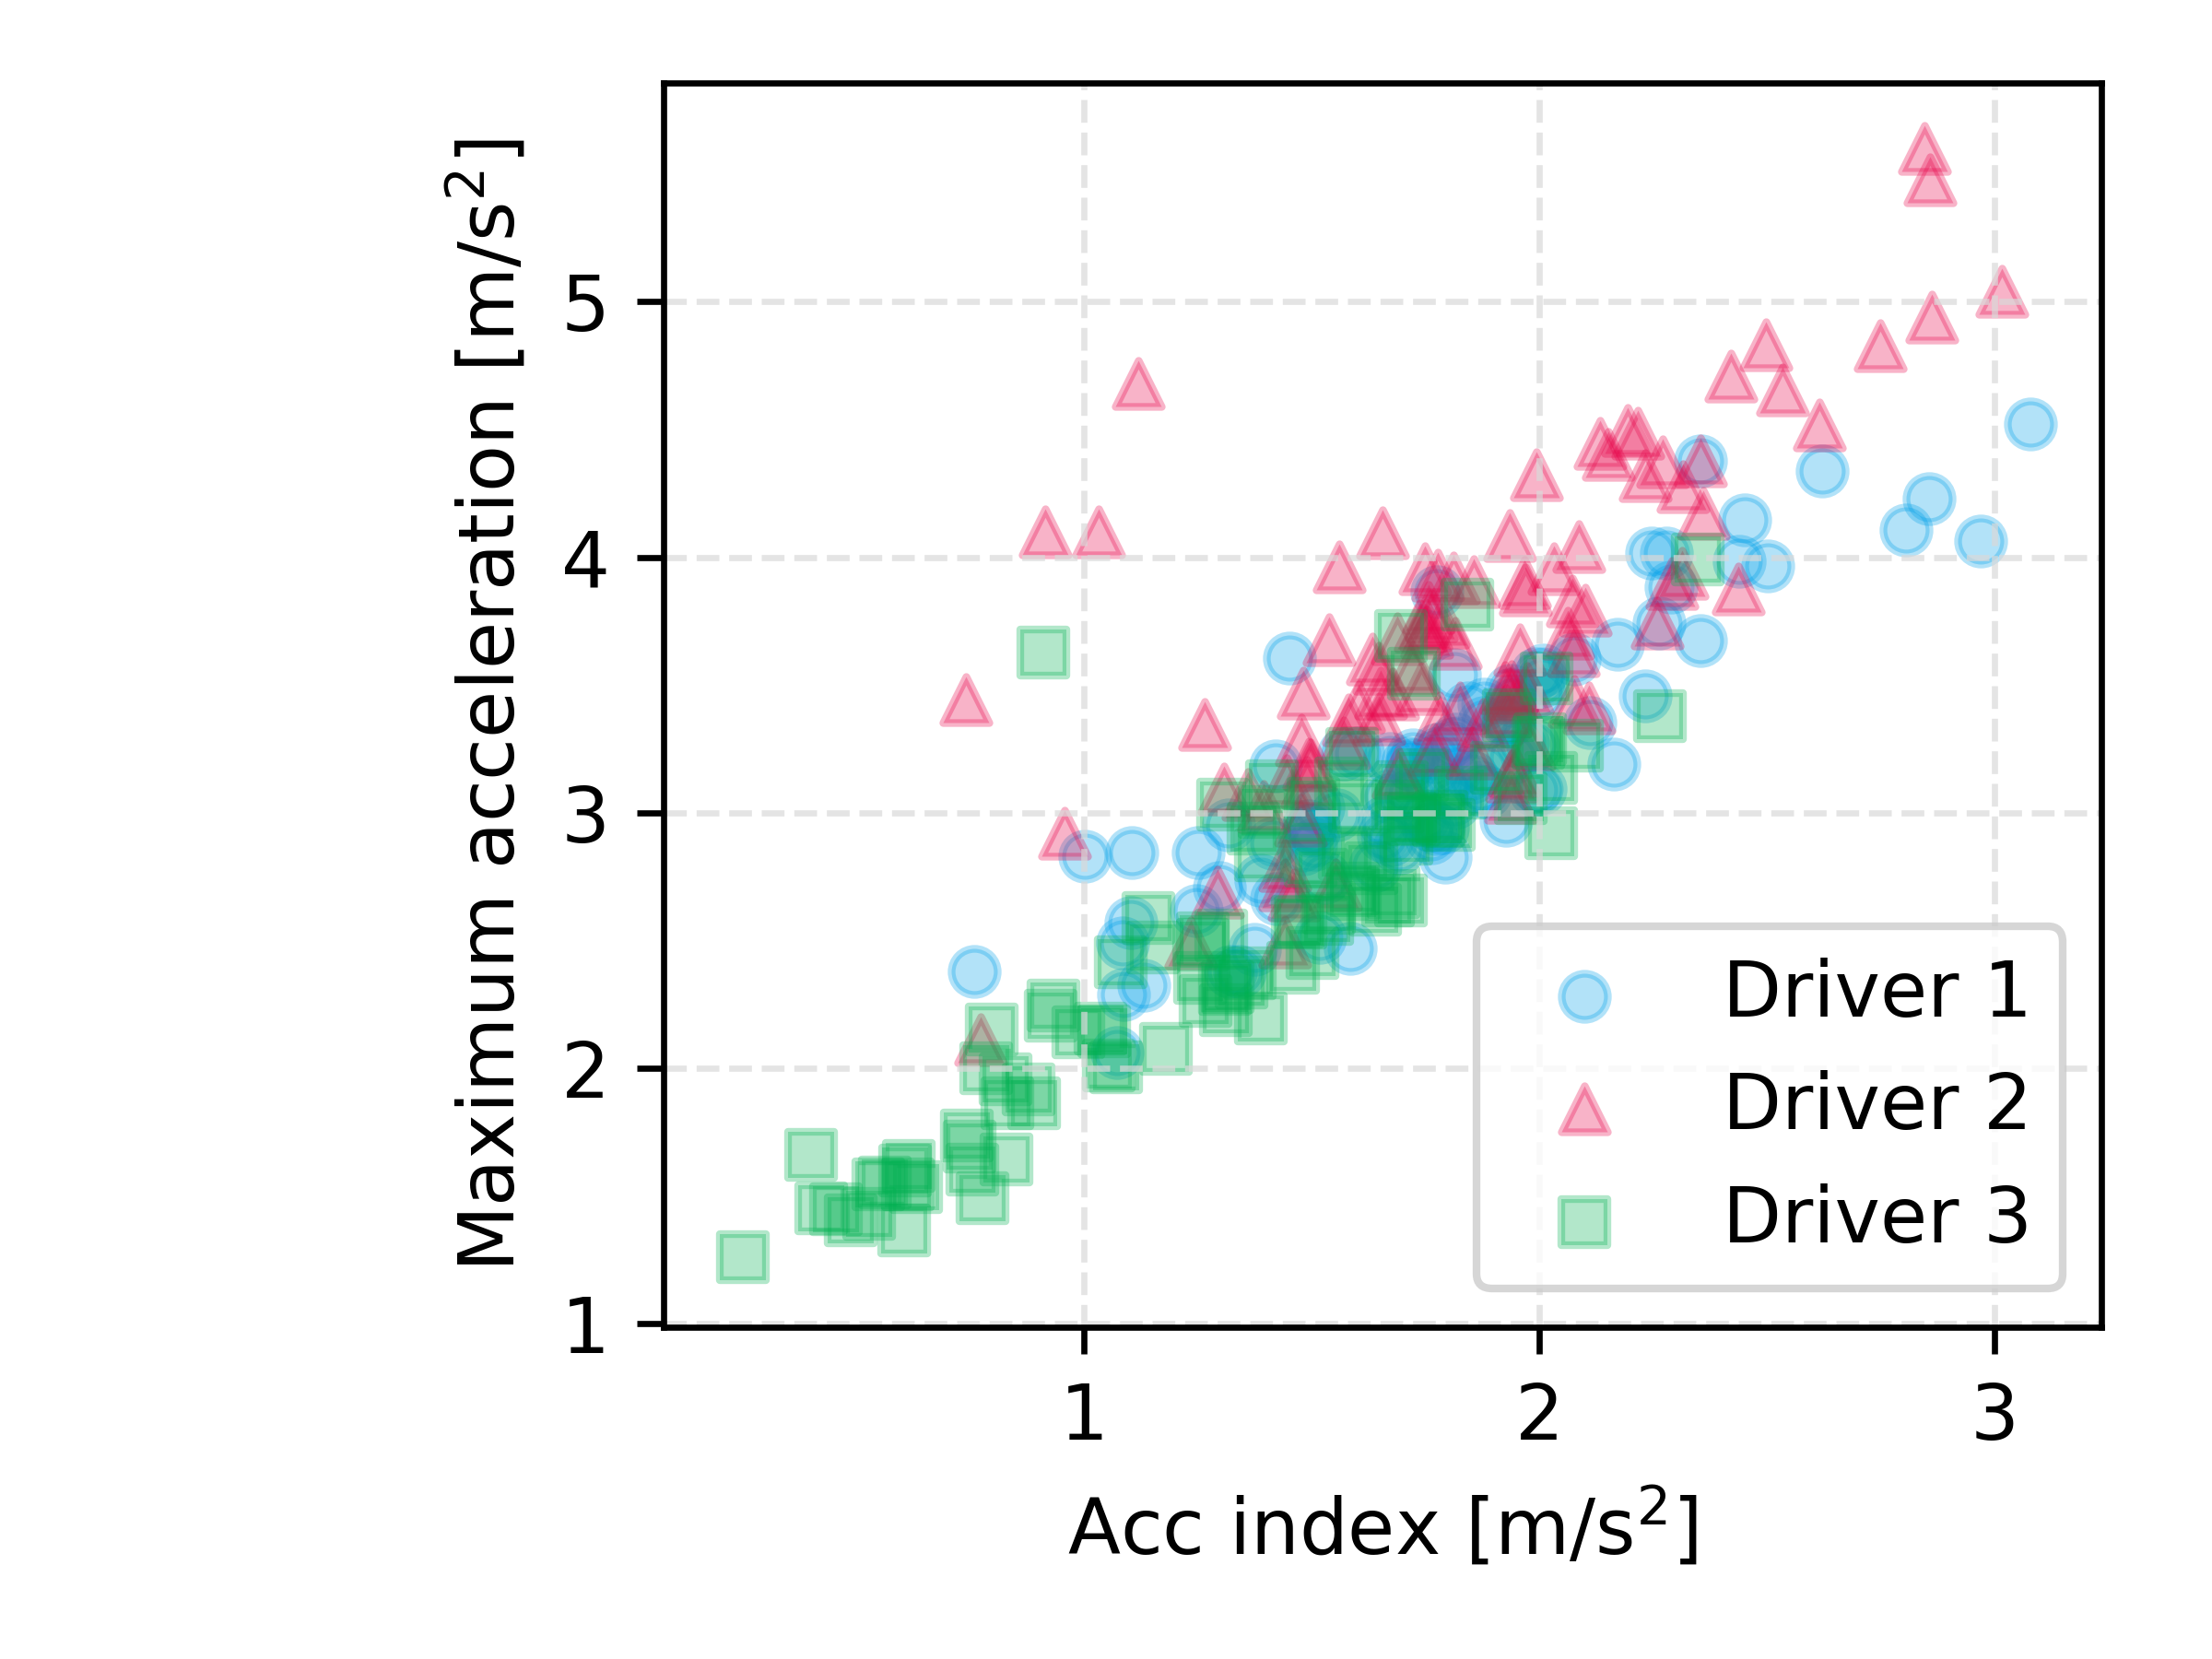 Maximum acceleration [m/s²]
5
4
3
2
1
1 2 3
Acc index [m/s²]
Driver 1
Driver 2
Driver 3